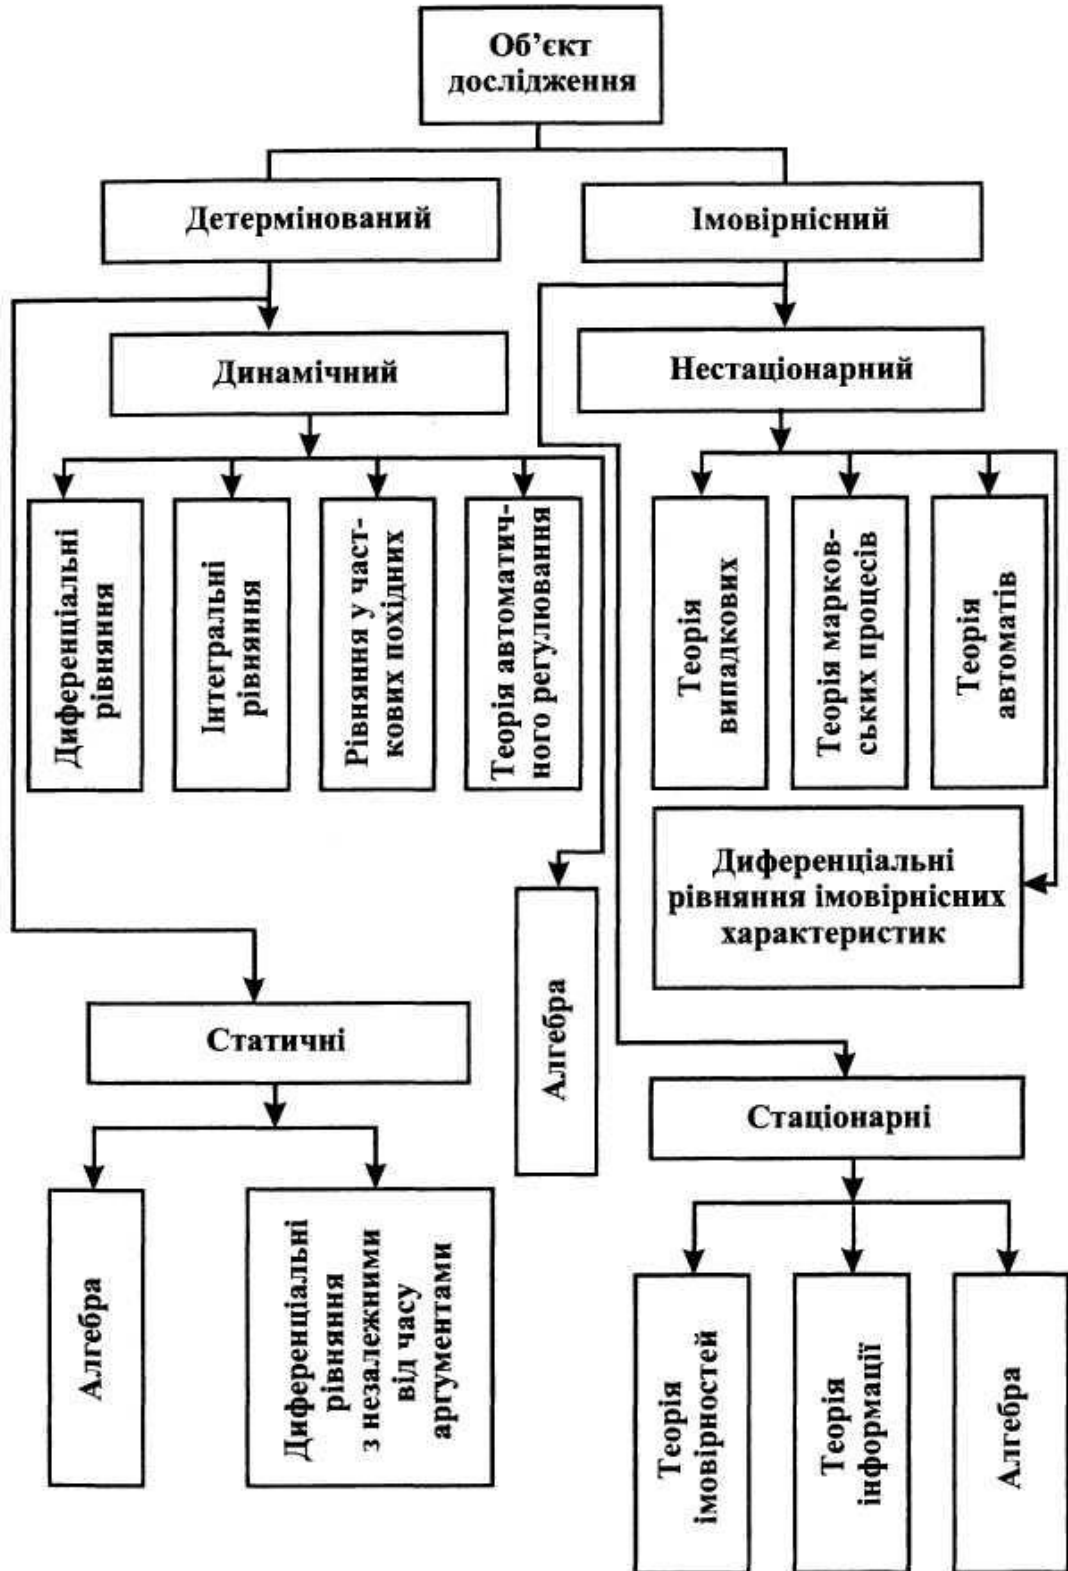 Об’єкт
дослідження
Детермінований
Імовірнісний
Динамічний
Нестаціонарний
Диференціальні
рівняння
Інтегральні
рівняння
Рівняння у част-
кових похідних
Теорія автоматич-
ного регулювання
Теорія
випадкових
Теорія марков-
ських процесів
Теорія
автоматів
Диференціальні
рівняння імовірнісних
характеристик
Алгебра
Статичні
Стаціонарні
Алгебра
Диференціальні
рівняння
з незалежними
від часу
аргументами
Теорія
імовірностей
Теорія
інформації
Алгебра